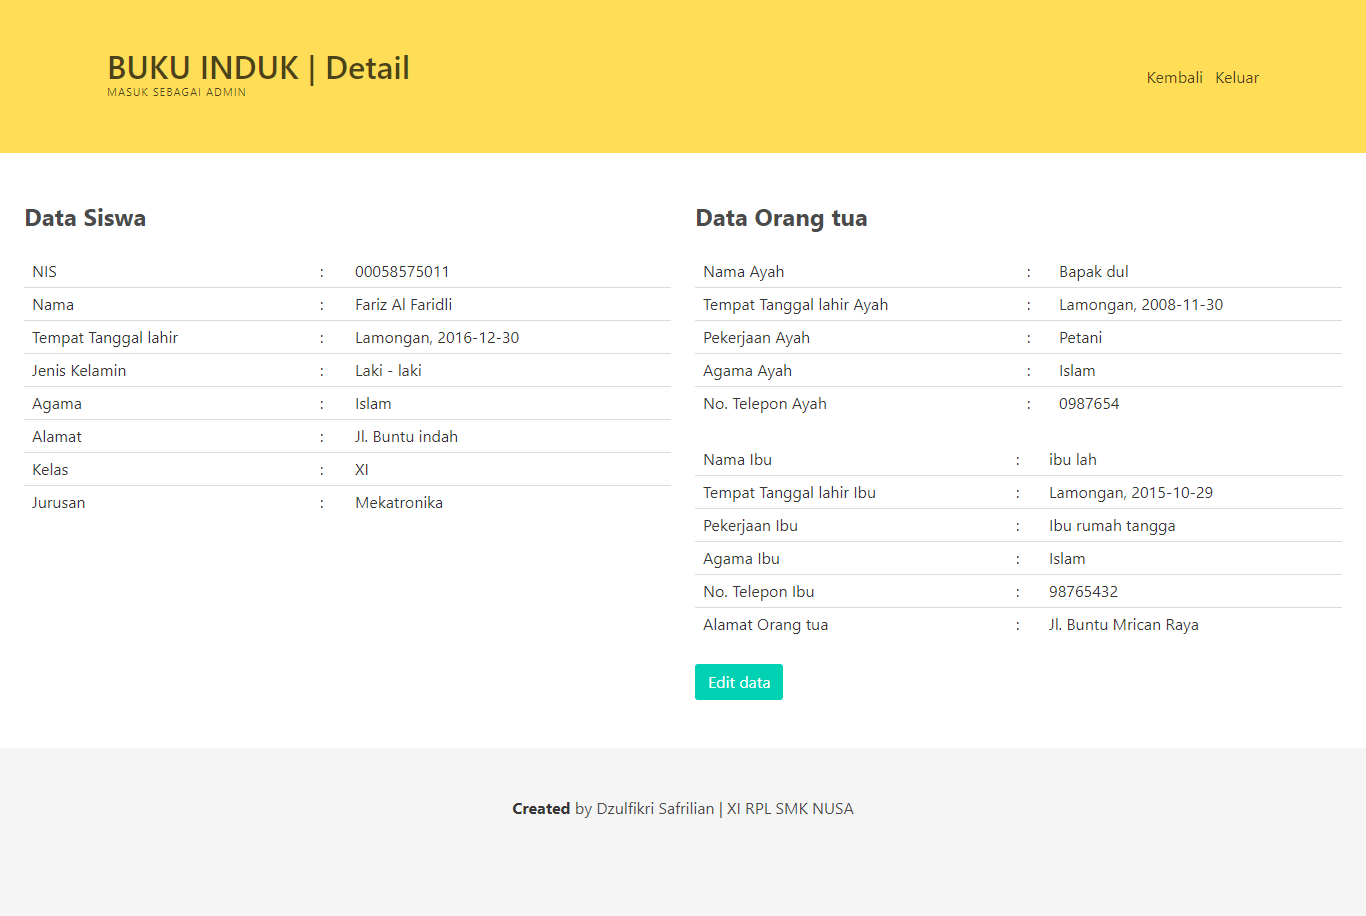 BUKU INDUK | Detail
MASUK SEBAGAI ADMIN
Kembali Keluar
Data Siswa
NIS : 00058575011
Nama : Fariz Al Faridli
Tempat Tanggal lahir : Lamongan, 2016-12-30
Jenis Kelamin : Laki - laki
Agama : Islam
Alamat : Jl. Buntu indah
Kelas : XI
Jurusan : Mekatronika
Data Orang tua
Nama Ayah : Bapak dul
Tempat Tanggal lahir Ayah : Lamongan, 2008-11-30
Pekerjaan Ayah : Petani
Agama Ayah : Islam
No. Telepon Ayah : 0987654
Nama Ibu : ibu lah
Tempat Tanggal lahir Ibu : Lamongan, 2015-10-29
Pekerjaan Ibu : Ibu rumah tangga
Agama Ibu : Islam
No. Telepon Ibu : 98765432
Alamat Orang tua : Jl. Buntu Mrican Raya
Edit data
Created by Dzulfikri Safrilian | XI RPL SMK NUSA